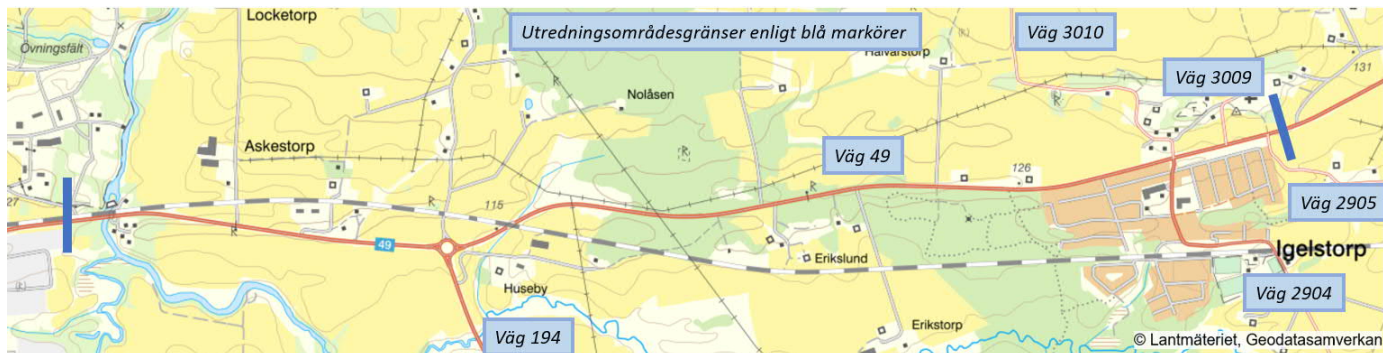 Locketorp
Utredningsområdesgränser enligt blå markörer
Väg 3010
Övningsfält
Halvarstorp
131
Väg 3009
Nolåsen
Askestorp
Väg 49
126
27
115
Väg 2905
49
Erikslund
Igelstorp
Huseby
Väg 2904
Väg 194
Erikstorp
© Lantmäteriet, Geodatasamverkan